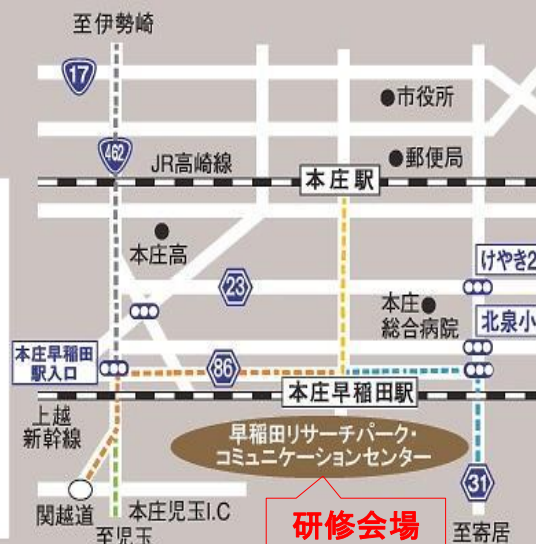 至伊勢崎
17
●市役所
462
JR高崎線
●郵便局
本庄駅
本庄高
けやき2
23
本庄
総合病院
北泉小
本庄早稲田
駅入口
86
本庄早稲田駅
上越
新幹線
早稲田リサーチパーク・
コミュニケーションセンター
31
関越道
本庄児玉I.C
至児玉
研修会場
至寄居